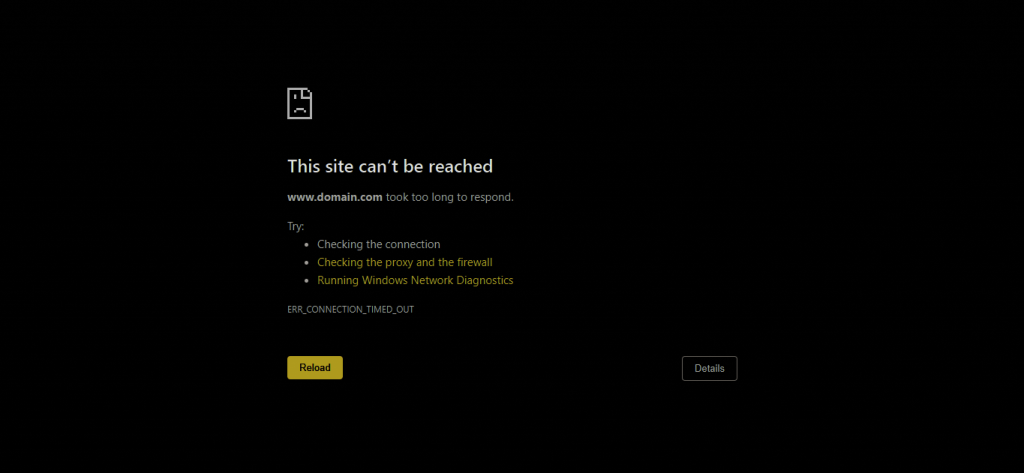 This site can't be reached
www.domain.com took too long to respond.
Try:
Checking the connection
Checking the proxy and the firewall
Running Windows Network Diagnostics
ERR_CONNECTION_TIMED_OUT
Reload
Details